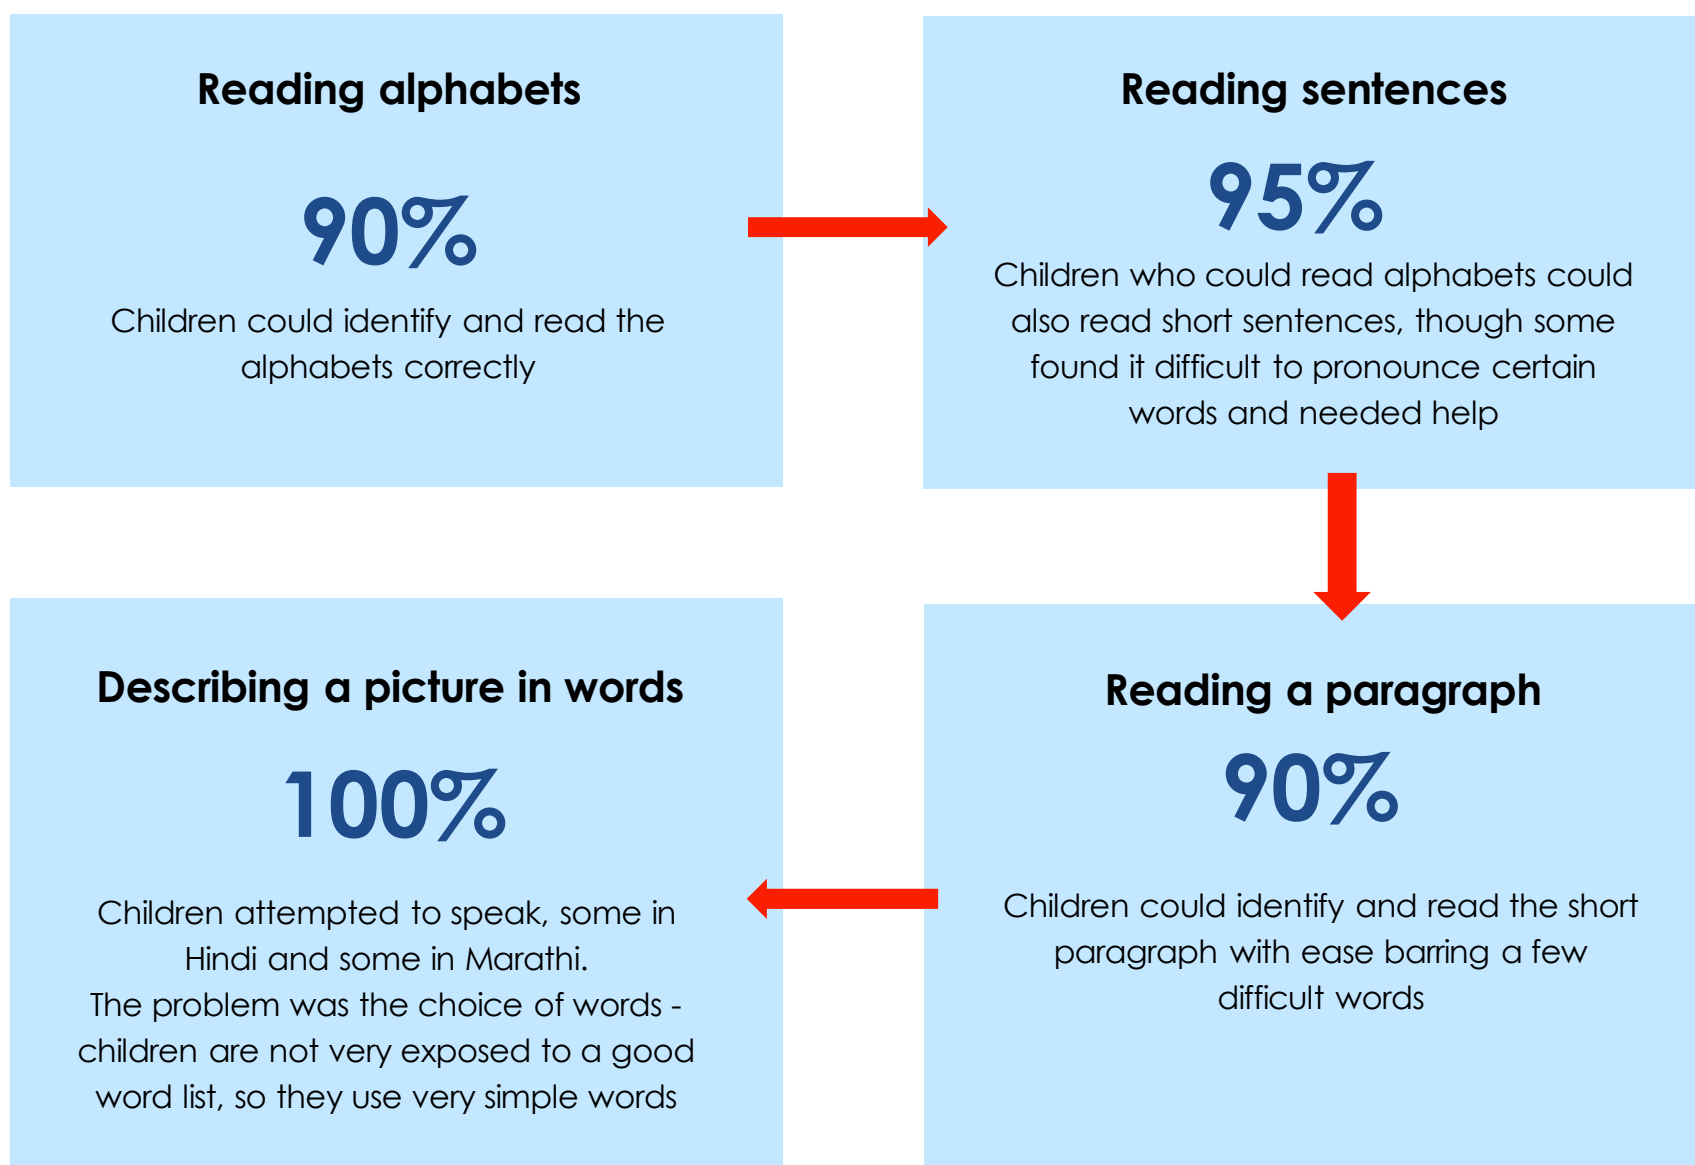 Reading alphabets
90%
Children could identify and read the
alphabets correctly
Reading sentences
95%
Children who could read alphabets could
also read short sentences, though some
found it difficult to pronounce certain
words and needed help
Reading a paragraph
90%
Children could identify and read the short
paragraph with ease barring a few
difficult words
Describing a picture in words
100%
Children attempted to speak, some in
Hindi and some in Marathi.
The problem was the choice of words -
children are not very exposed to a good
word list, so they use very simple words